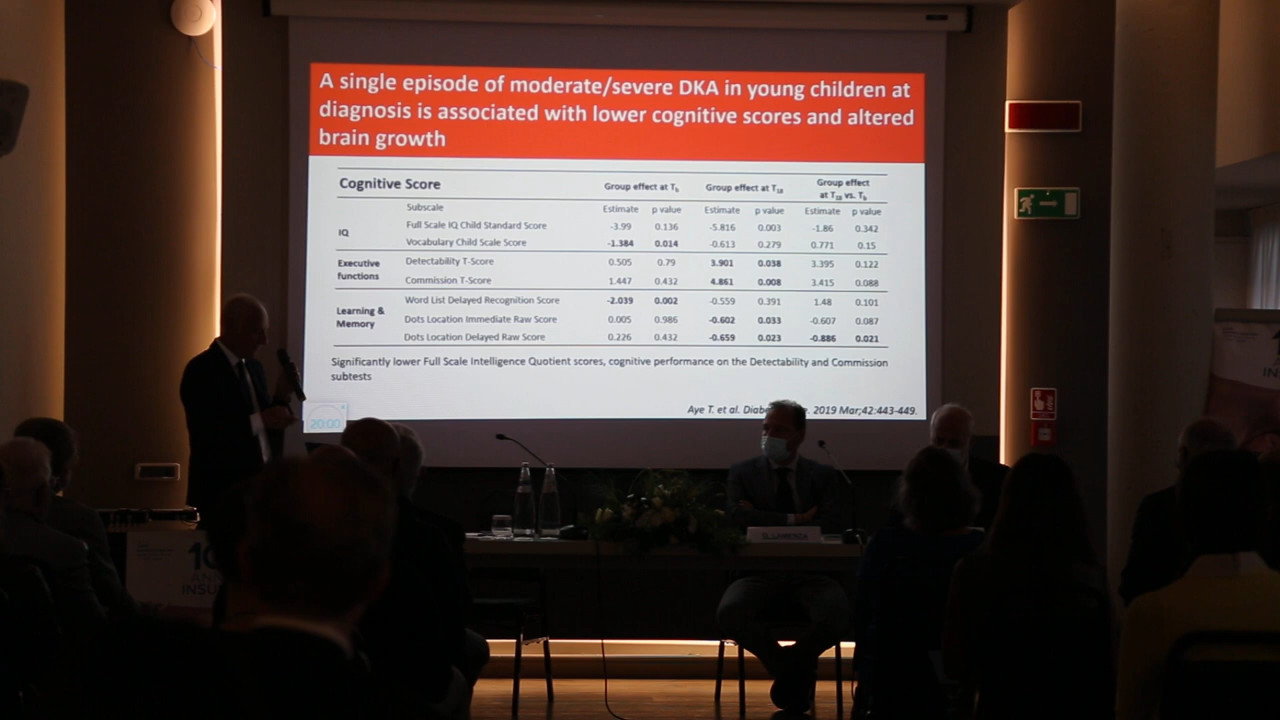 A single episode of moderate/severe DKA in young children at
diagnosis is associated with lower cognitive scores and altered
brain growth
Cognitive Score Group effect at T6 Group effect at T18 Group effect at T18 vs. T6
Subscale Estimate p value Estimate p value Estimate p value
IQ
Full Scale IQ Child Standard Score -3.99 0.136 -5.816 0.003 -1.86 0.342
Vocabulary Child Scale Score -1.384 0.014 -0.613 0.279 0.771 0.15
Executive functions
Detectability T-Score 0.505 0.79 3.901 0.038 3.395 0.122
Commission T-Score 1.447 0.432 4.861 0.008 3.415 0.088
Learning & Memory
Word List Delayed Recognition Score -2.039 0.002 -0.559 0.391 1.48 0.101
Dots Location Immediate Raw Score 0.005 0.986 -0.602 0.033 -0.607 0.087
Dots Location Delayed Raw Score 0.226 0.432 -0.659 0.023 -0.886 0.021
Significantly lower Full Scale Intelligence Quotient scores, cognitive performance on the Detectability and Commission
subtests
Aye T. et al. 2019 Mar;42:443-449.
20:00